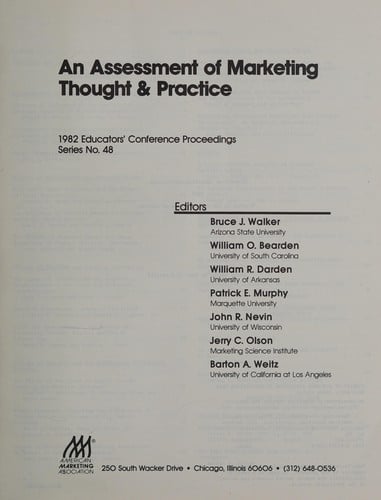 An Assessment of Marketing
Thought & Practice
1982 Educators' Conference Proceedings
Series No. 48
Editors
Bruce J. Walker
Arizona State University
William O. Bearden
University of South Carolina
William R. Darden
University of Arkansas
Patrick E. Murphy
Marquette University
John R. Nevin
University of Wisconsin
Jerry C. Olson
Marketing Science Institute
Barton A. Weitz
University of California at Los Angeles
AMERICAN
MARKETING
ASSOCIATION
250 South Wacker Drive • Chicago, Illinois 60606 • (312) 648-0536